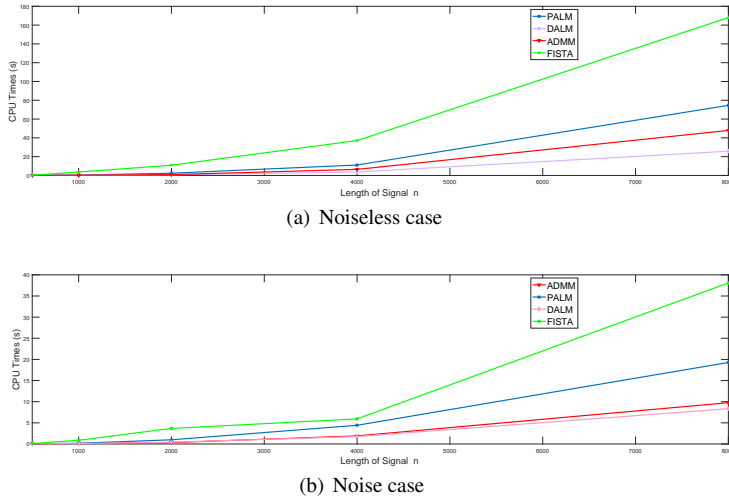 180
160
140
120
100
80
60
40
20
0
CPU Times (s)
PALM
DALM
ADMM
FISTA
1000 2000 3000 4000 5000 6000 7000 8000
Length of Signal n
(a) Noiseless case
40
35
30
25
20
15
10
5
0
CPU Times (s)
ADMM
PALM
DALM
FISTA
1000 2000 3000 4000 5000 6000 7000 8000
Length of Signal n
(b) Noise case